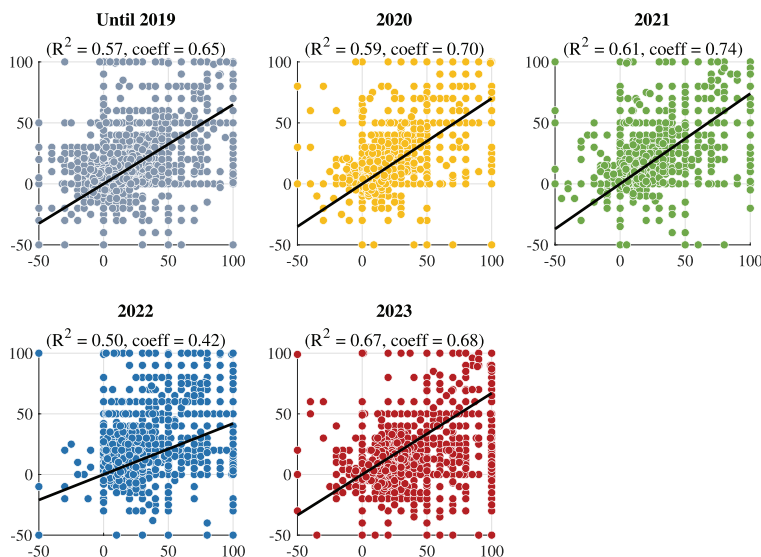 Until 2019
(R² = 0.57, coeff = 0.65)
100
50
0
-50
-50 0 50 100
2020
(R² = 0.59, coeff = 0.70)
100
50
0
-50
-50 0 50 100
2021
(R² = 0.61, coeff = 0.74)
100
50
0
-50
-50 0 50 100
2022
(R² = 0.50, coeff = 0.42)
100
50
0
-50
-50 0 50 100
2023
(R² = 0.67, coeff = 0.68)
100
50
0
-50
-50 0 50 100